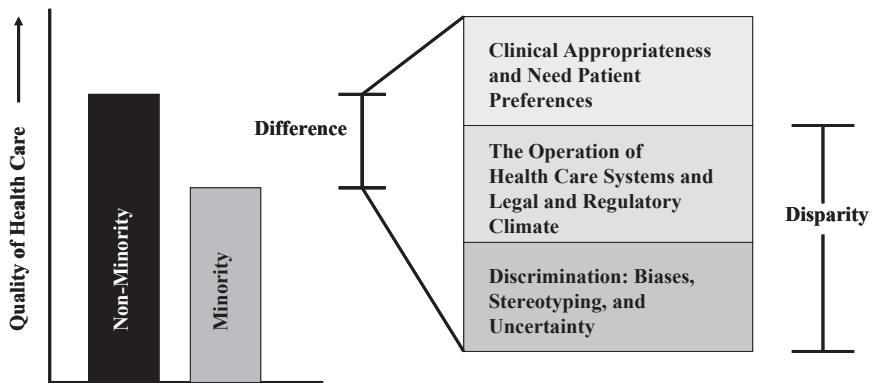 Quality of Health Care
Non-Minority
Minority
Difference
Clinical Appropriateness
and Need Patient
Preferences
The Operation of
Health Care Systems and
Legal and Regulatory
Climate
Discrimination: Biases,
Stereotyping, and
Uncertainty
Disparity